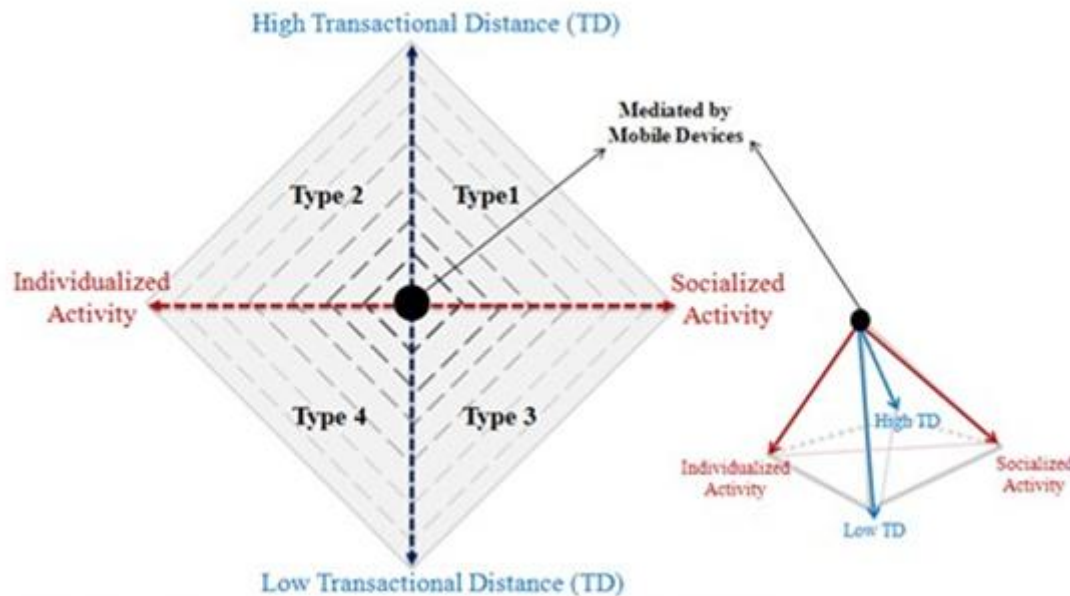 High Transactional Distance (TD)
Mediated by
Mobile Devices
Type 2
Type1
Individualized
Activity
Socialized
Activity
Type 4
Type 3
High TD
Individualized
Activity
Socialized
Activity
Low TD
Low Transactional Distance (TD)